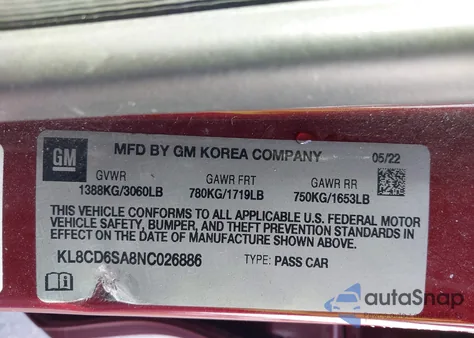 GM
MFD BY GM KOREA COMPANY 05/22
GVWR GAWR FRT GAWR RR
1388KG/3060LB 780KG/1719LB 750KG/1653LB
THIS VEHICLE CONFORMS TO ALL APPLICABLE U.S. FEDERAL MOTOR
VEHICLE SAFETY, BUMPER, AND THEFT PREVENTION STANDARDS IN
EFFECT ON THE DATE OF MANUFACTURE SHOWN ABOVE.
KL8CD6SA8NC026886 TYPE: PASS CAR
autoSnap